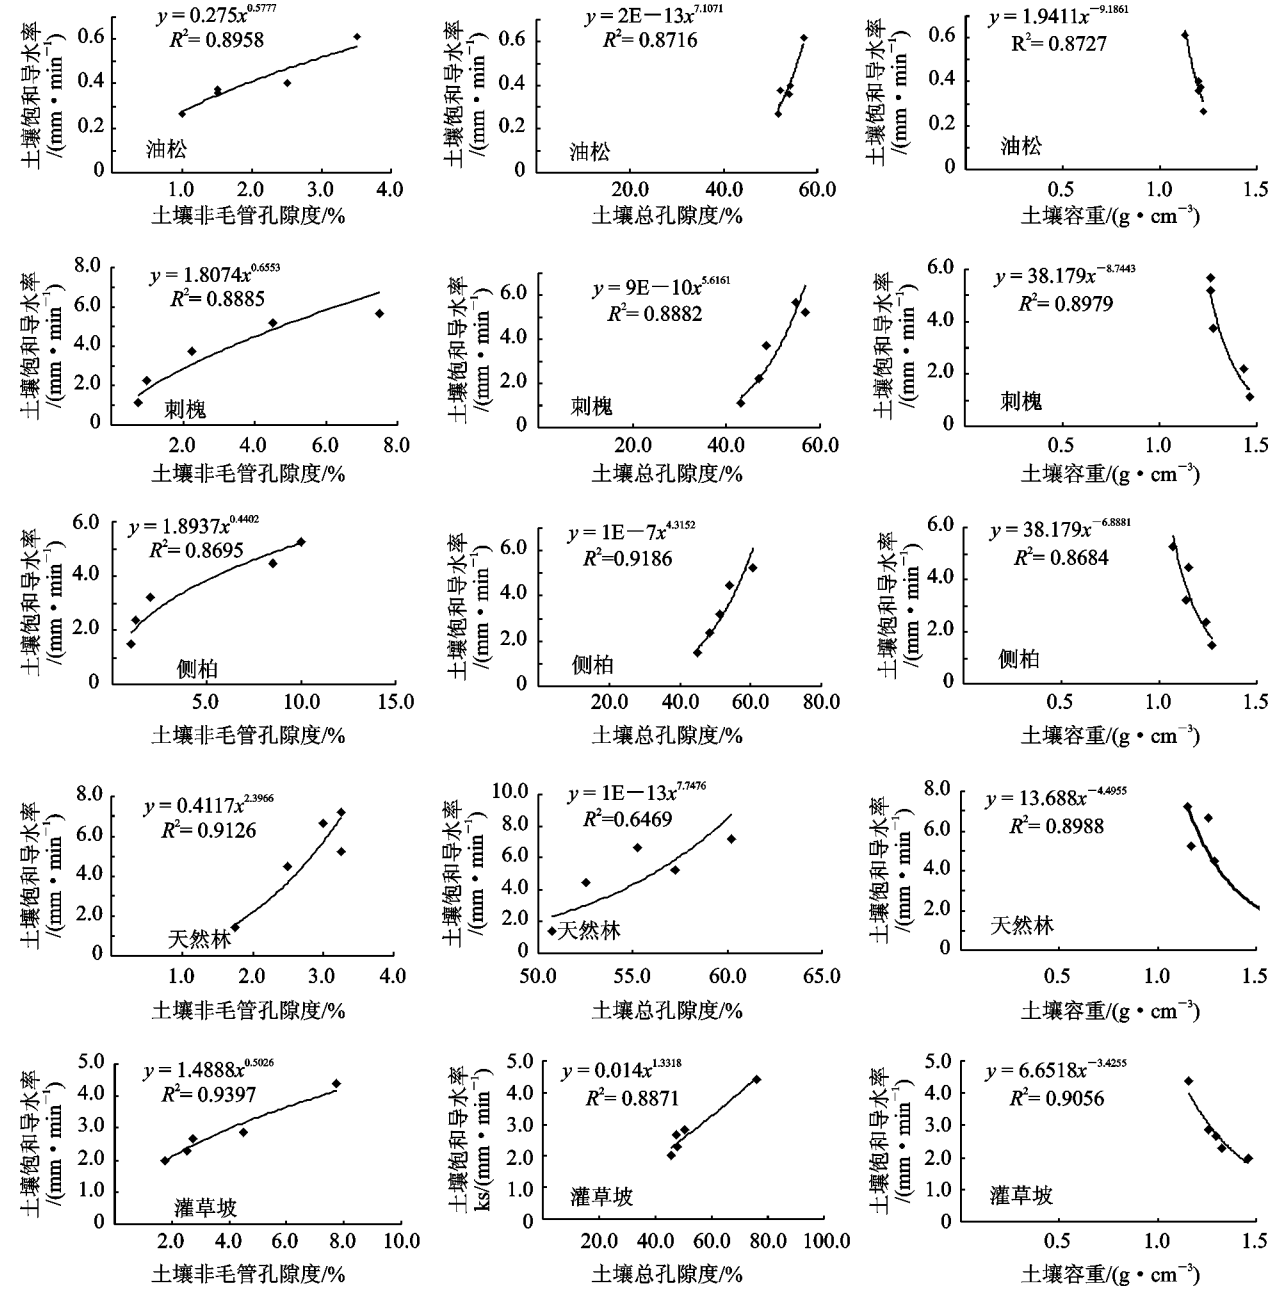 y = 0.275x^0.5777
R² = 0.8958
0.6
0.4
0.2
0
油松
1.0 2.0 3.0 4.0
土壤非毛管孔隙度/%
土壤饱和导水率
/(mm·min⁻¹)
y = 2E－13x^7.1071
R² = 0.8716
0.6
0.4
0.2
0
油松
20.0 40.0 60.0
土壤总孔隙度/%
土壤饱和导水率
/(mm·min⁻¹)
y = 1.9411x^−9.1861
R² = 0.8727
0.6
0.4
0.2
0
油松
0.5 1.0 1.5
土壤容重/(g·cm⁻³)
土壤饱和导水率
/(mm·min⁻¹)
y = 1.8074x^0.6553
R² = 0.8885
8.0
6.0
4.0
2.0
0
刺槐
2.0 4.0 6.0 8.0
土壤非毛管孔隙度/%
土壤饱和导水率
/(mm·min⁻¹)
y = 9E－10x^5.6161
R² = 0.8882
6.0
4.0
2.0
0
刺槐
20.0 40.0 60.0
土壤总孔隙度/%
土壤饱和导水率
/(mm·min⁻¹)
y = 38.179x^−8.7443
R² = 0.8979
6.0
4.0
2.0
0
刺槐
0.5 1.0 1.5
土壤容重/(g·cm⁻³)
土壤饱和导水率
/(mm·min⁻¹)
y = 1.8937x^0.4402
R² = 0.8695
6.0
4.0
2.0
0
侧柏
5.0 10.0 15.0
土壤非毛管孔隙度/%
土壤饱和导水率
/(mm·min⁻¹)
y = 1E－7x^4.3152
R²=0.9186
6.0
4.0
2.0
0
侧柏
20.0 40.0 60.0 80.0
土壤总孔隙度/%
土壤饱和导水率
/(mm·min⁻¹)
y = 38.179x^−6.8881
R² = 0.8684
6.0
4.0
2.0
0
侧柏
0.5 1.0 1.5
土壤容重/(g·cm⁻³)
土壤饱和导水率
/(mm·min⁻¹)
y = 0.4117x^2.3966
R² = 0.9126
8.0
6.0
4.0
2.0
0
天然林
1.0 2.0 3.0 4.0
土壤非毛管孔隙度/%
土壤饱和导水率
/(mm·min⁻¹)
y = 1E－13x^7.7476
R²=0.6469
10.0
8.0
6.0
4.0
2.0
0
天然林
50.0 55.0 60.0 65.0
土壤总孔隙度/%
土壤饱和导水率
/(mm·min⁻¹)
y = 13.688x^−4.4955
R² = 0.8988
8.0
6.0
4.0
2.0
0
天然林
0.5 1.0 1.5
土壤容重/(g·cm⁻³)
土壤饱和导水率
/(mm·min⁻¹)
y = 1.4888x^0.5026
R² = 0.9397
5.0
4.0
3.0
2.0
1.0
0
灌草坡
2.0 4.0 6.0 8.0 10.0
土壤非毛管孔隙度/%
土壤饱和导水率
/(mm·min⁻¹)
y = 0.014x^1.3318
R² = 0.8871
5.0
4.0
3.0
2.0
1.0
0
灌草坡
20.0 40.0 60.0 80.0 100.0
土壤总孔隙度/%
土壤饱和导水率
ks/(mm·min⁻¹)
y = 6.6518x^−3.4255
R² = 0.9056
5.0
4.0
3.0
2.0
1.0
0
灌草坡
0.5 1.0 1.5
土壤容重/(g·cm⁻³)
土壤饱和导水率
/(mm·min⁻¹)